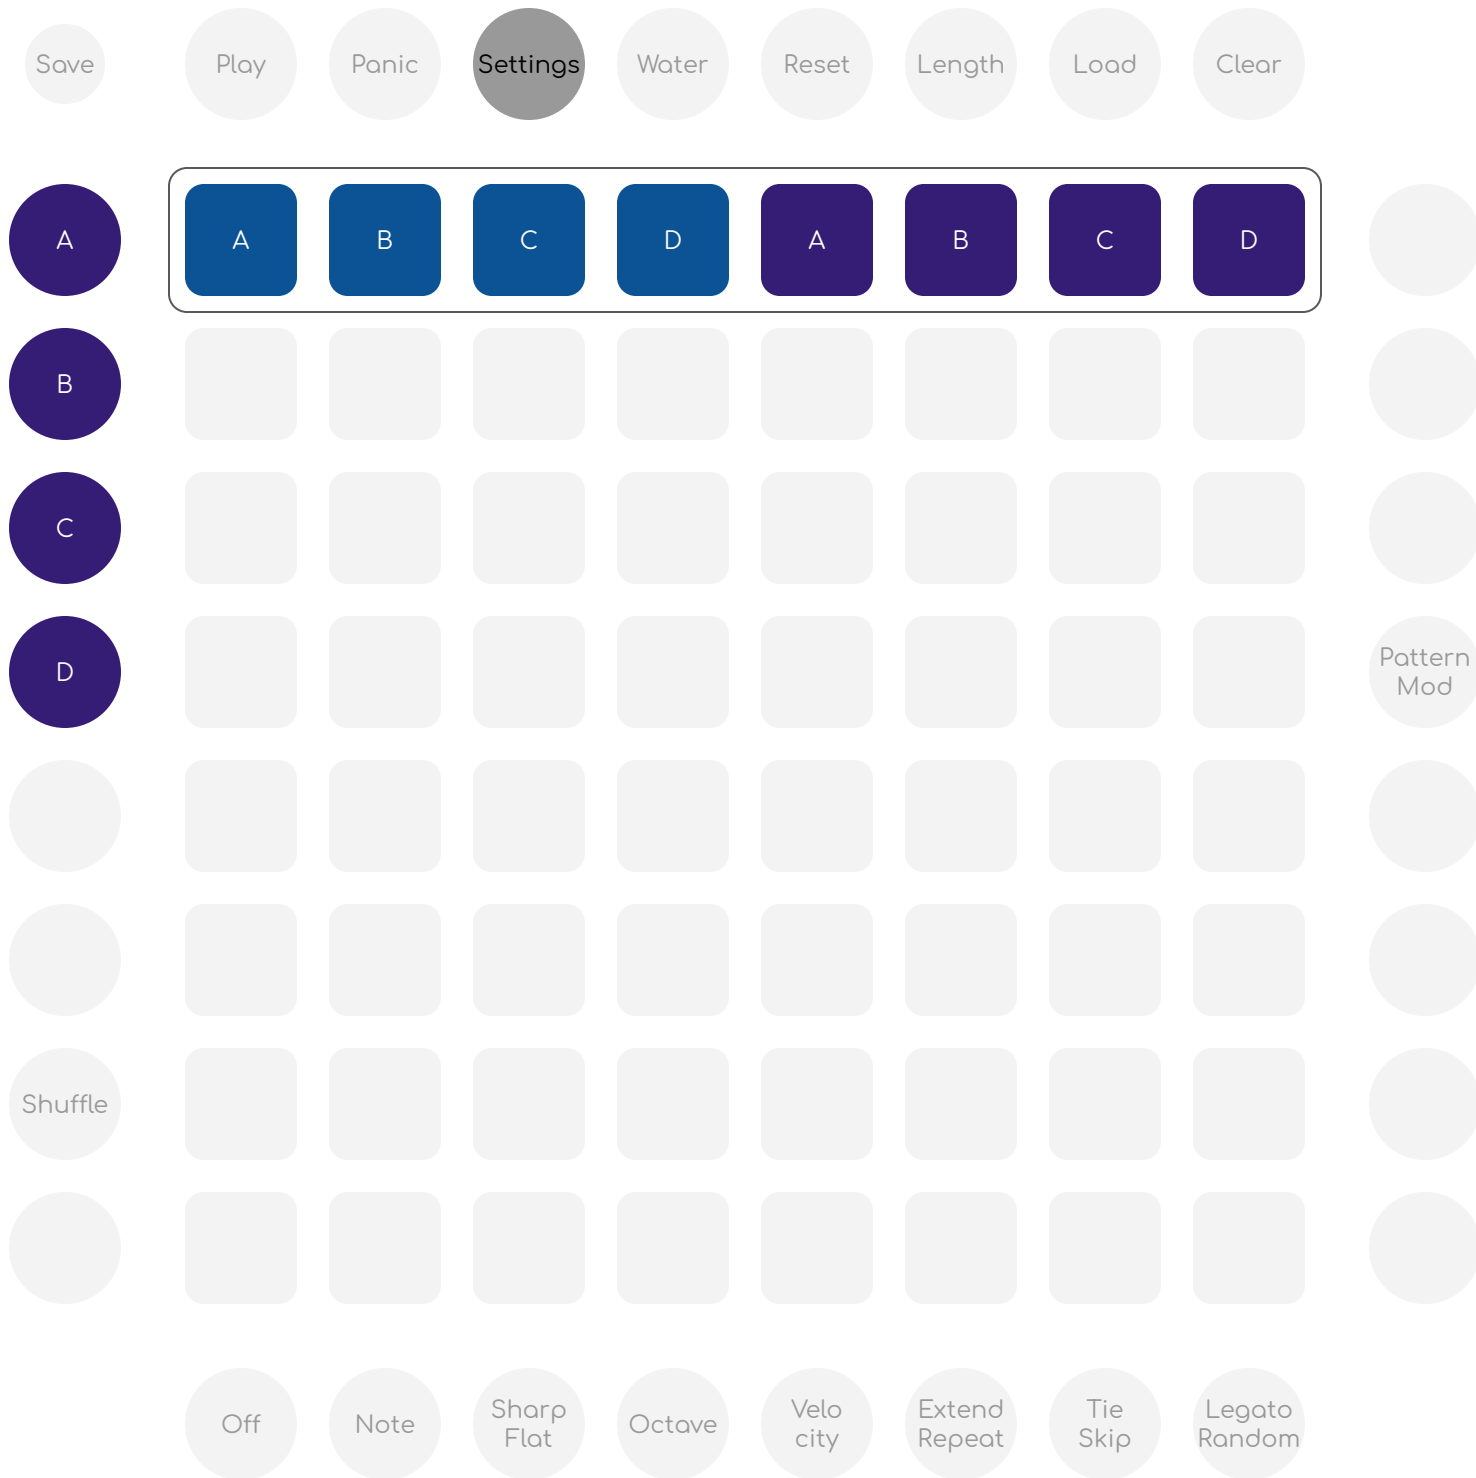 Save
Play
Panic
Settings
Water
Reset
Length
Load
Clear
A
A
B
C
D
A
B
C
D
B
C
D
Pattern
Mod
Shuffle
Off
Note
Sharp
Flat
Octave
Velo
city
Extend
Repeat
Tie
Skip
Legato
Random